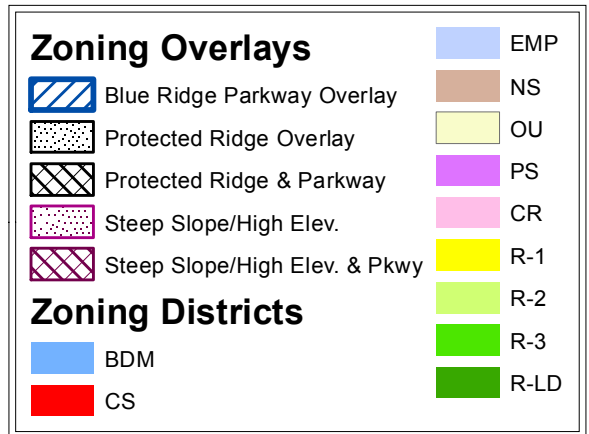 Zoning Overlays
Blue Ridge Parkway Overlay
Protected Ridge Overlay
Protected Ridge & Parkway
Steep Slope/High Elev.
Steep Slope/High Elev. & Pkwy
Zoning Districts
BDM
CS
EMP
NS
OU
PS
CR
R-1
R-2
R-3
R-LD